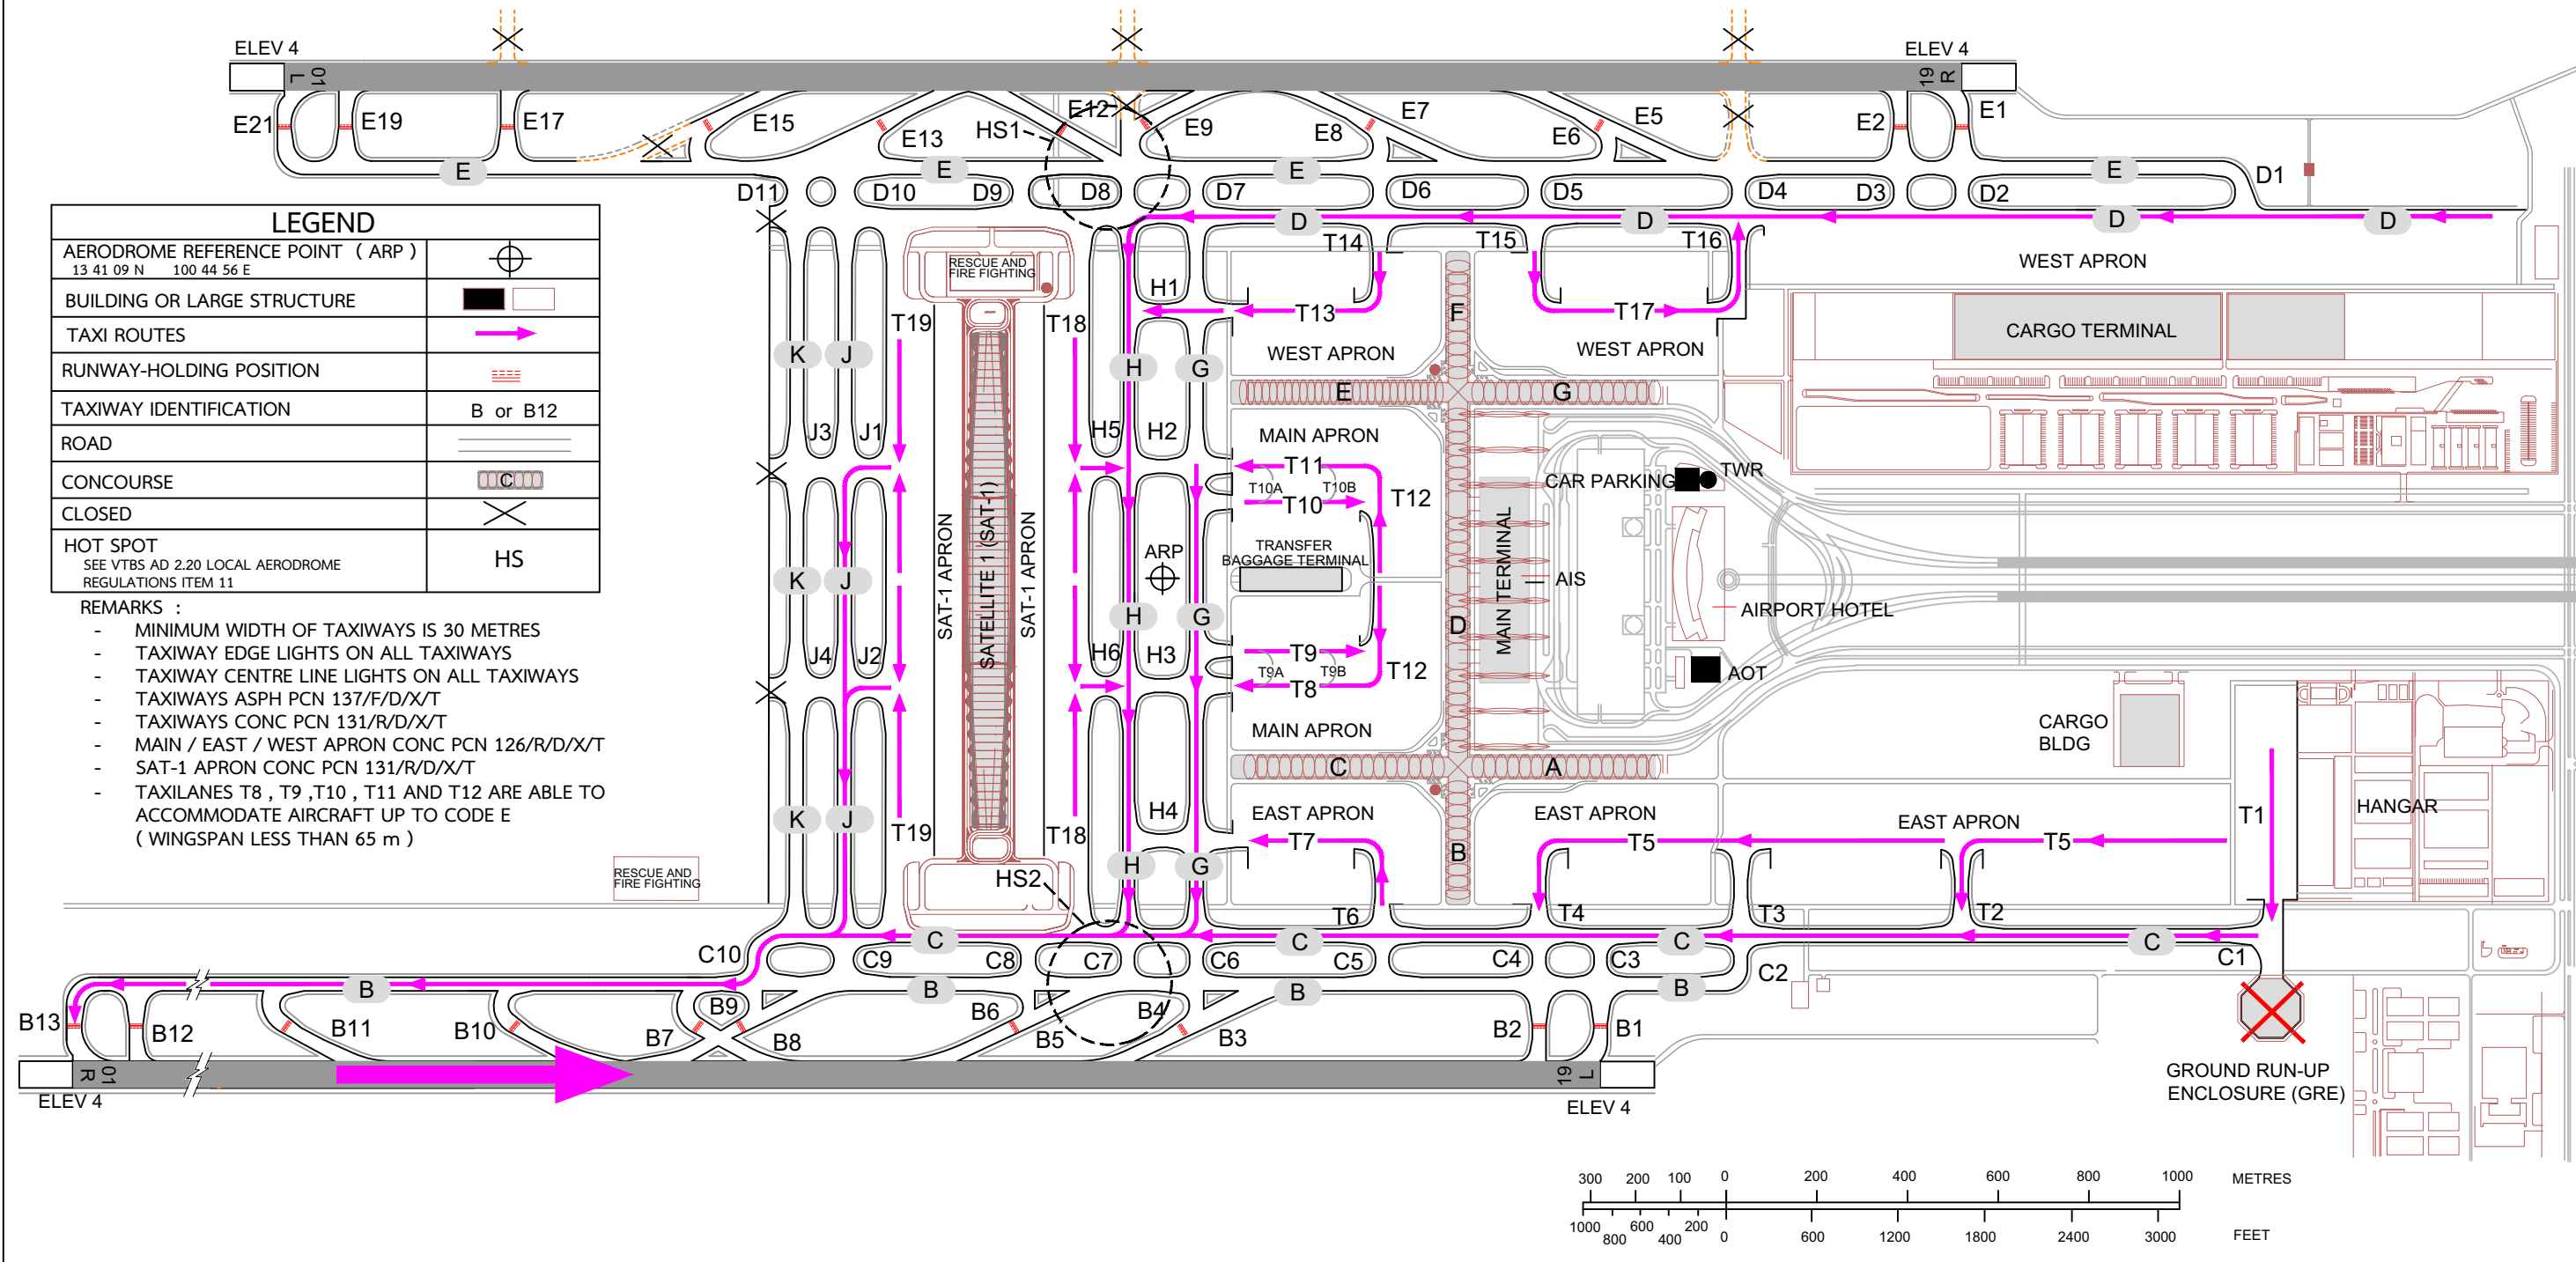 ELEV 4
ELEV 4
01
L
19
R
E21
E19
E17
E15
E13
HS1
E12
E9
E8
E7
E6
E5
E2
E1
E
E
E
E
D11
D10
D9
D8
D7
D6
D5
D4
D3
D2
D1
D
D
D
D
LEGEND
AERODROME REFERENCE POINT ( ARP )
13 41 09 N 100 44 56 E
BUILDING OR LARGE STRUCTURE
TAXI ROUTES
RUNWAY-HOLDING POSITION
TAXIWAY IDENTIFICATION
B or B12
ROAD
CONCOURSE
C
CLOSED
HOT SPOT
SEE VTBS AD 2.20 LOCAL AERODROME
REGULATIONS ITEM 11
HS
REMARKS :
- MINIMUM WIDTH OF TAXIWAYS IS 30 METRES
- TAXIWAY EDGE LIGHTS ON ALL TAXIWAYS
- TAXIWAY CENTRE LINE LIGHTS ON ALL TAXIWAYS
- TAXIWAYS ASPH PCN 137/F/D/X/T
- TAXIWAYS CONC PCN 131/R/D/X/T
- MAIN / EAST / WEST APRON CONC PCN 126/R/D/X/T
- SAT-1 APRON CONC PCN 131/R/D/X/T
- TAXILANES T8 , T9 ,T10 , T11 AND T12 ARE ABLE TO
ACCOMMODATE AIRCRAFT UP TO CODE E
( WINGSPAN LESS THAN 65 m )
RESCUE AND
FIRE FIGHTING
T14
T15
T16
WEST APRON
H1
T19
T18
T13
F
T17
CARGO TERMINAL
K
J
H
G
WEST APRON
WEST APRON
E
G
J3
J1
H5
H2
MAIN APRON
T11
T10A
T10B
T10
T12
CAR PARKING
TWR
SAT-1 APRON
SATELLITE 1 (SAT-1)
SAT-1 APRON
ARP
TRANSFER
BAGGAGE TERMINAL
MAIN TERMINAL
AIS
K
J
H
G
D
AIRPORT HOTEL
J4
J2
H6
H3
T9
T9A
T9B
T8
T12
AOT
MAIN APRON
CARGO
BLDG
C
A
K
J
T19
T18
H4
EAST APRON
EAST APRON
EAST APRON
T1
HANGAR
T7
B
T5
T5
RESCUE AND
FIRE FIGHTING
HS2
H
G
T6
T4
T3
T2
C
C
C
C
C10
C9
C8
C7
C6
C5
C4
C3
C2
C1
B
B
B
B
B13
B12
B11
B10
B7
B9
B8
B6
B5
B4
B3
B2
B1
01
R
19
L
ELEV 4
ELEV 4
GROUND RUN-UP
ENCLOSURE (GRE)
300 200 100 0 200 400 600 800 1000 METRES
1000 800 600 400 200 0 600 1200 1800 2400 3000 FEET